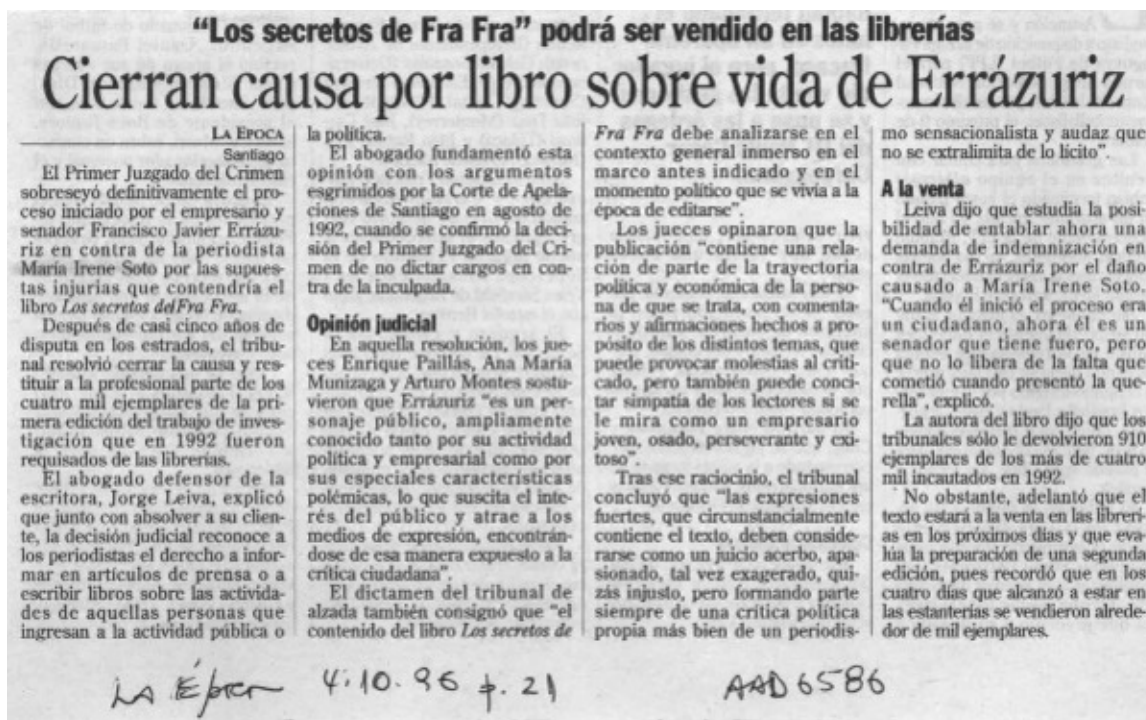 “Los secretos de Fra Fra” podrá ser vendido en las librerías
Cierran causa por libro sobre vida de Errázuriz
LA EPOCA
Santiago
El Primer Juzgado del Crimen
sobreseyó definitivamente el pro-
ceso iniciado por el empresario y
senador Francisco Javier Errázu-
riz en contra de la periodista
María Irene Soto por las supues-
tas injurias que contendría el
libro Los secretos del Fra Fra.
Después de casi cinco años de
disputa en los estrados, el tribu-
nal resolvió cerrar la causa y res-
tituir a la profesional parte de los
cuatro mil ejemplares de la pri-
mera edición del trabajo de inves-
tigación que en 1992 fueron
requisados de las librerías.
El abogado defensor de la
escritora, Jorge Leiva, explicó
que junto con absolver a su clien-
te, la decisión judicial reconoce a
los periodistas el derecho a infor-
mar en artículos de prensa o a
escribir libros sobre las activida-
des de aquellas personas que
ingresan a la actividad pública o
la política.
El abogado fundamentó esta
opinión con los argumentos
esgrimidos por la Corte de Apela-
ciones de Santiago en agosto de
1992, cuando se confirmó la deci-
sión del Primer Juzgado del Cri-
men de no dictar cargos en con-
tra de la inculpada.
Opinión judicial
En aquella resolución, los jue-
ces Enrique Paillás, Ana María
Munizaga y Arturo Montes sostu-
vieron que Errázuriz “es un per-
sonaje público, ampliamente
conocido tanto por su actividad
política y empresarial como por
sus especiales características
polémicas, lo que suscita el inte-
rés del público y atrae a los
medios de expresión, encontrán-
dose de esa manera expuesto a la
crítica ciudadana”.
El dictamen del tribunal de
alzada también consignó que “el
contenido del libro Los secretos de
Fra Fra debe analizarse en el
contexto general inmerso en el
marco antes indicado y en el
momento político que se vivía a la
época de editarse”.
Los jueces opinaron que la
publicación “contiene una rela-
ción de parte de la trayectoria
política y económica de la perso-
na de que se trata, con comenta-
rios y afirmaciones hechos a pro-
pósito de los distintos temas, que
puede provocar molestias al criti-
cado, pero también puede conci-
tar simpatía de los lectores si se
le mira como un empresario
joven, osado, perseverante y exi-
toso”.
Tras ese raciocinio, el tribunal
concluyó que “las expresiones
fuertes, que circunstancialmente
contiene el texto, deben conside-
rarse como un juicio acerbo, apa-
sionado, tal vez exagerado, qui-
zás injusto, pero formando parte
siempre de una crítica política
propia más bien de un periodis-
mo sensacionalista y audaz que
no se extralimita de lo lícito”.
A la venta
Leiva dijo que estudia la posi-
bilidad de entablar ahora una
demanda de indemnización en
contra de Errázuriz por el daño
causado a María Irene Soto.
“Cuando él inició el proceso era
un ciudadano, ahora él es un
senador que tiene fuero, pero
que no lo libera de la falta que
cometió cuando presentó la que-
rella”, explicó.
La autora del libro dijo que los
tribunales sólo le devolvieron 910
ejemplares de los más de cuatro
mil incautados en 1992.
No obstante, adelantó que el
texto estará a la venta en las librerí-
as en los próximos días y que eva-
lúa la preparación de una segunda
edición, pues recordó que en los
cuatro días que alcanzó a estar en
las estanterías se vendieron alrede-
dor de mil ejemplares.
La Época 4.10.96 p. 21 AAD6586